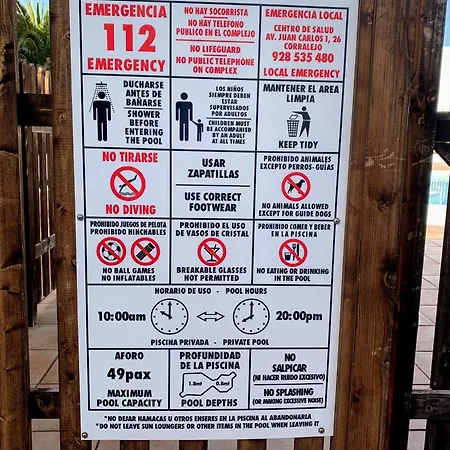 EMERGENCIA
112
EMERGENCY
NO HAY SOCORRISTA
NO HAY TELEFONO
PUBLICO EN EL COMPLEJO
NO LIFEGUARD
NO PUBLIC TELEPHONE
ON COMPLEX
EMERGENCIA LOCAL
CENTRO DE SALUD
AV. JUAN CARLOS I, 26
CORRALEJO
928 535 480
LOCAL EMERGENCY
DUCHARSE
ANTES DE
BAÑARSE
SHOWER
BEFORE
ENTERING
THE POOL
LOS NIÑOS
SIEMPRE DEBEN
ESTAR
SUPERVISADOS
POR ADULTOS
CHILDREN MUST
BE ACCOMPANIED
BY AN ADULT
AT ALL TIMES
MANTENER EL AREA
LIMPIA
KEEP TIDY
NO TIRARSE
NO DIVING
USAR
ZAPATILLAS
USE CORRECT
FOOTWEAR
PROHIBIDO ANIMALES
EXCEPTO PERROS-GUÍAS
NO ANIMALS ALLOWED
EXCEPT FOR GUIDE DOGS
PROHIBIDO JUEGOS DE PELOTA
PROHIBIDO HINCHABLES
NO BALL GAMES
NO INFLATABLES
PROHIBIDO EL USO
DE VASOS DE CRISTAL
BREAKABLE GLASSES
NOT PERMITTED
PROHIBIDO COMER Y BEBER
EN LA PISCINA
NO EATING OR DRINKING
IN THE POOL
HORARIO DE USO - POOL HOURS
10:00am
20:00pm
PISCINA PRIVADA - PRIVATE POOL
AFORO
49pax
MAXIMUM
POOL CAPACITY
PROFUNDIDAD
DE LA PISCINA
1.8mt 0.8mt
POOL DEPTHS
NO
SALPICAR
(NI HACER RUIDO EXCESIVO)
NO SPLASHING
(OR MAKING EXCESSIVE NOISE)
*NO DEJAR HAMACAS U OTROS ENSERES EN LA PISCINA AL ABANDONARLA
*DO NOT LEAVE SUN LOUNGERS OR OTHER ITEMS IN THE POOL WHEN LEAVING IT